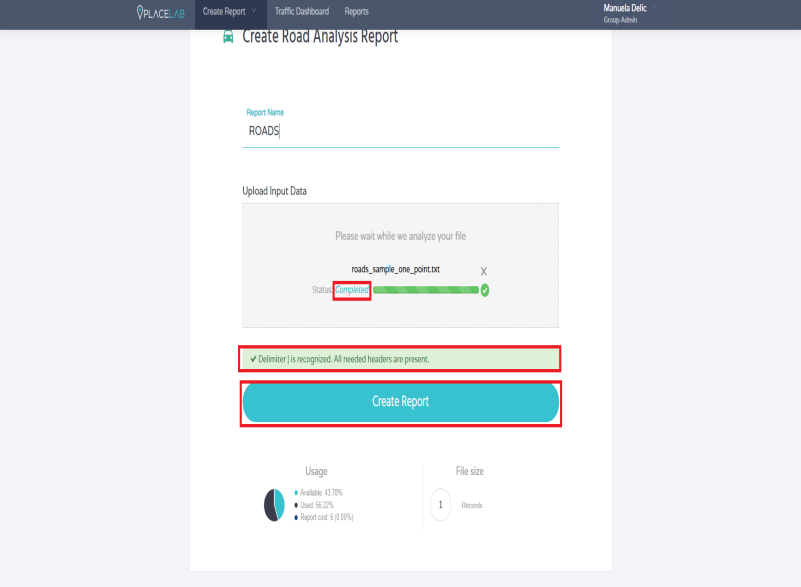 PLACELAB Create Report Traffic Dashboard Reports Manuela Delic
Group Admin
Create Road Analysis Report
Report Name
ROADS
Upload Input Data
Please wait while we analyze your file
roads_sample_one_point.txt X
Status: Completed
✔ Delimiter | is recognized. All needed headers are present.
Create Report
Usage
Available: 43.78%
Used: 56.22%
Report cost: 6 (0.00%)
File size
1 Records